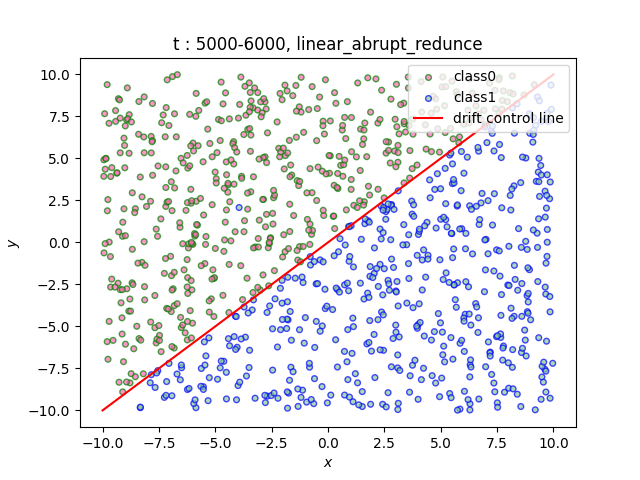 t : 5000-6000, linear_abrupt_redunce
class0
class1
drift control line
10.0
7.5
5.0
2.5
0.0
−2.5
−5.0
−7.5
−10.0
y
−10.0 −7.5 −5.0 −2.5 0.0 2.5 5.0 7.5 10.0
x